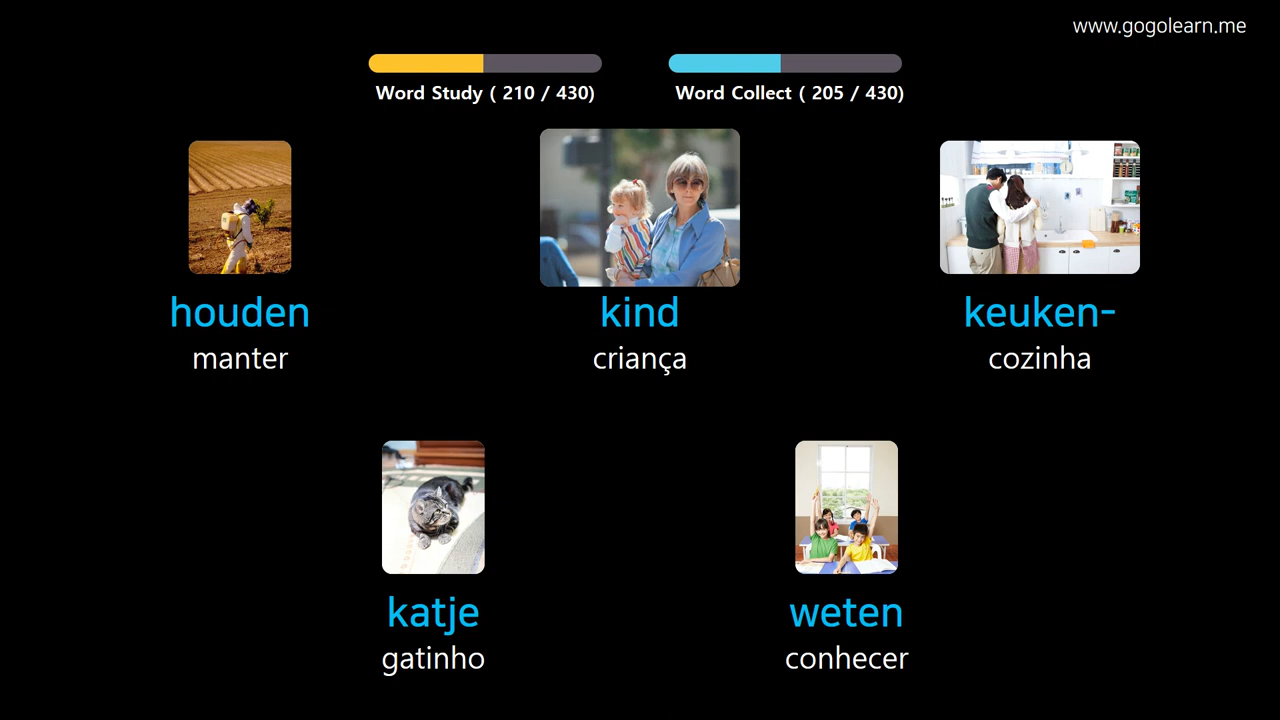 www.gogolearn.me
Word Study ( 210 / 430)
Word Collect ( 205 / 430)
houden
manter
kind
criança
keuken-
cozinha
katje
gatinho
weten
conhecer